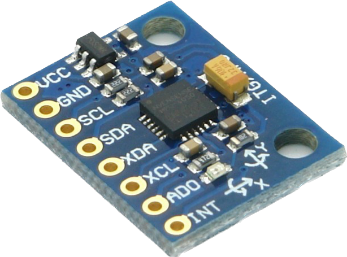 VCC
GND
SCL
SDA
XDA
XCL
ADO
INT
ITG
Y
X